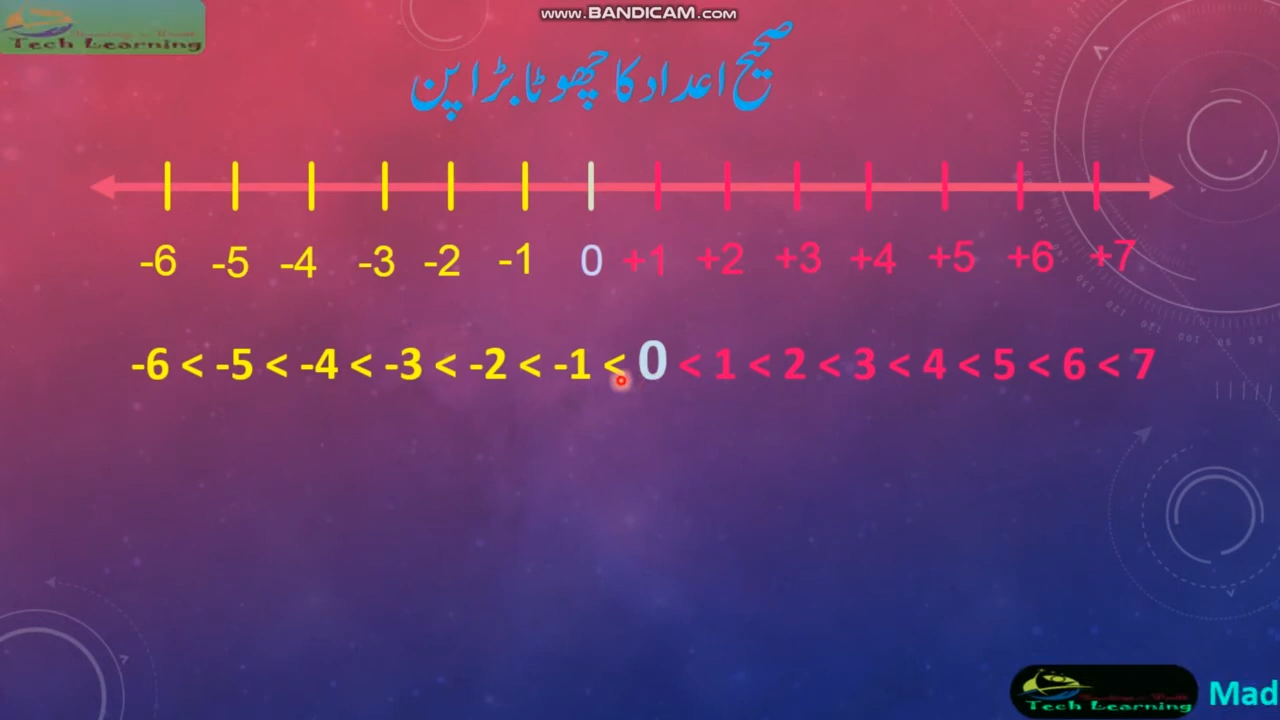 www.BANDICAM.com
Tech Learning
صحیح اعداد کا چھوٹا بڑا پن
-6 -5 -4 -3 -2 -1 0 +1 +2 +3 +4 +5 +6 +7
-6 < -5 < -4 < -3 < -2 < -1 < 0 < 1 < 2 < 3 < 4 < 5 < 6 < 7
Tech Learning
Mad